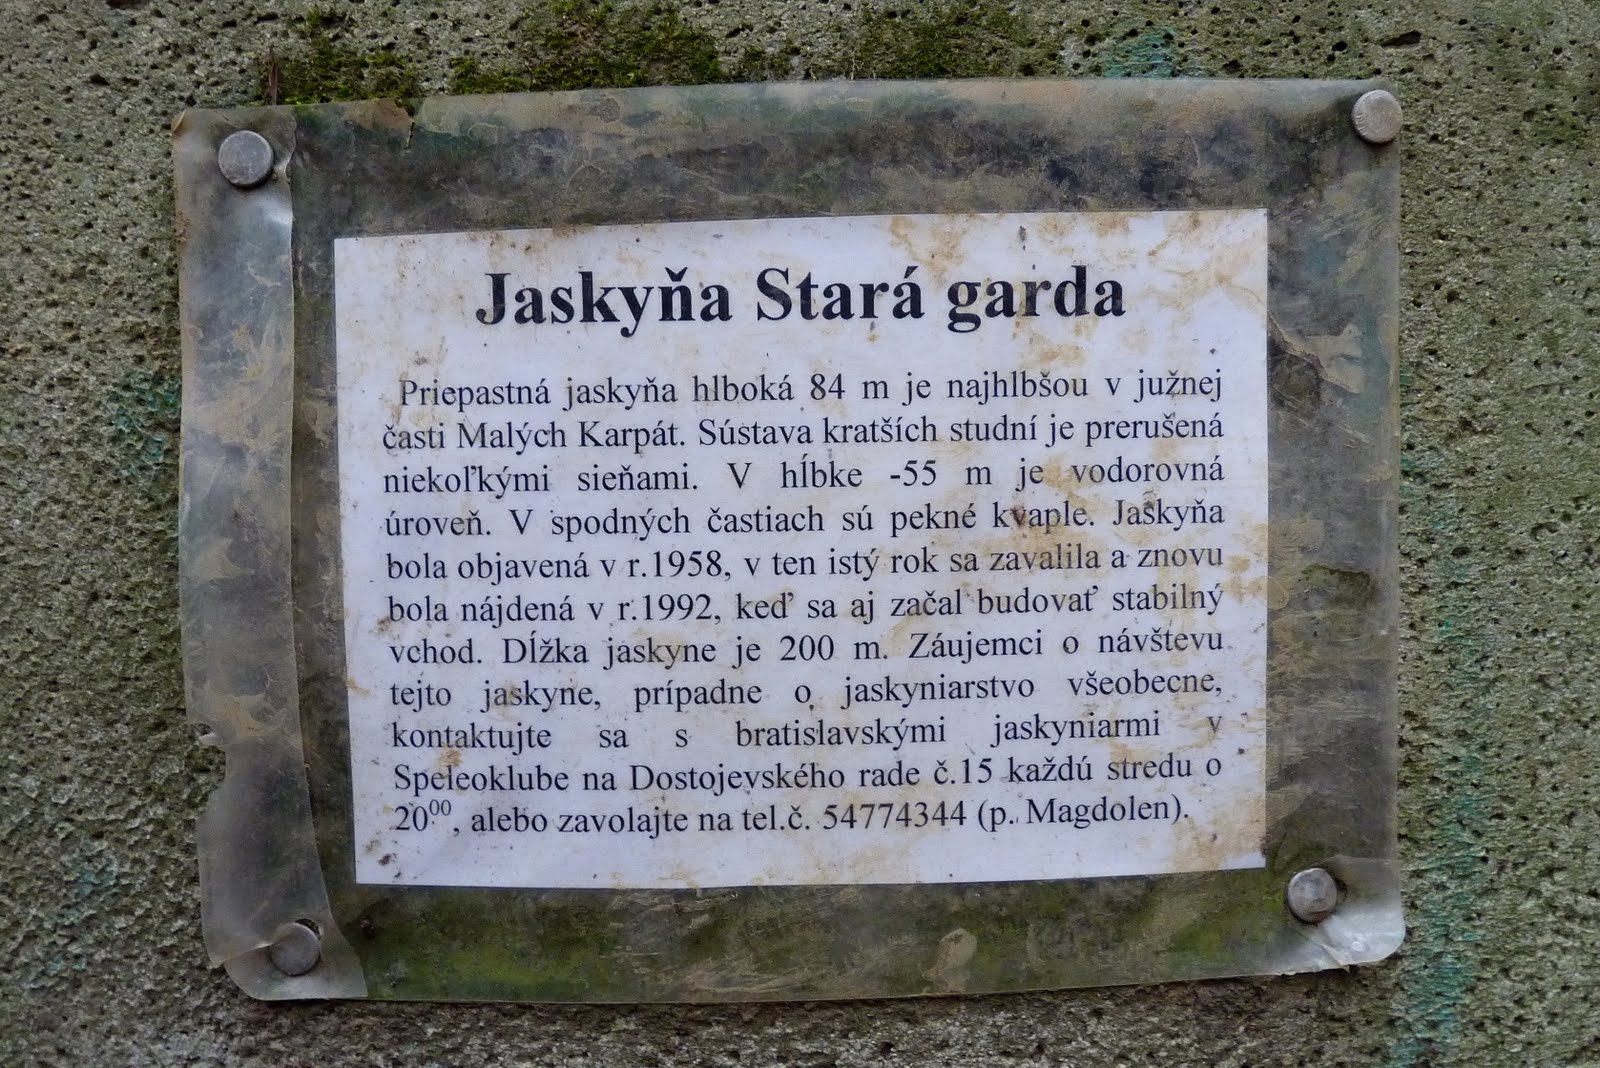 Jaskyňa Stará garda
Priepastná jaskyňa hlboká 84 m je najhlbšou v južnej
časti Malých Karpát. Sústava kratších studní je prerušená
niekoľkými sieňami. V hĺbke -55 m je vodorovná
úroveň. V spodných častiach sú pekné kvaple. Jaskyňa
bola objavená v r.1958, v ten istý rok sa zavalila a znovu
bola nájdená v r.1992, keď sa aj začal budovať stabilný
vchod. Dĺžka jaskyne je 200 m. Záujemci o návštevu
tejto jaskyne, prípadne o jaskyniarstvo všeobecne,
kontaktujte sa s bratislavskými jaskyniarmi v
Speleoklube na Dostojevského rade č.15 každú stredu o
20⁰⁰, alebo zavolajte na tel.č. 54774344 (p. Magdolen).